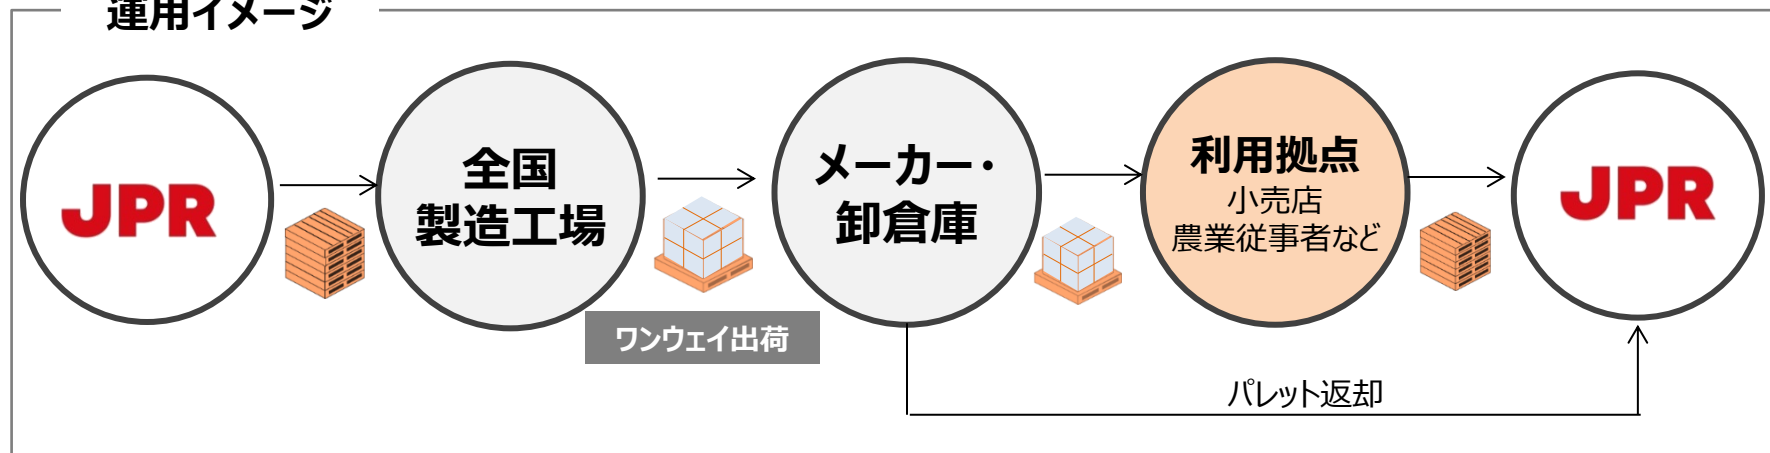 運用イメージ
JPR
全国
製造工場
メーカー・
卸倉庫
利用拠点
小売店
農業従事者など
JPR
ワンウェイ出荷
パレット返却